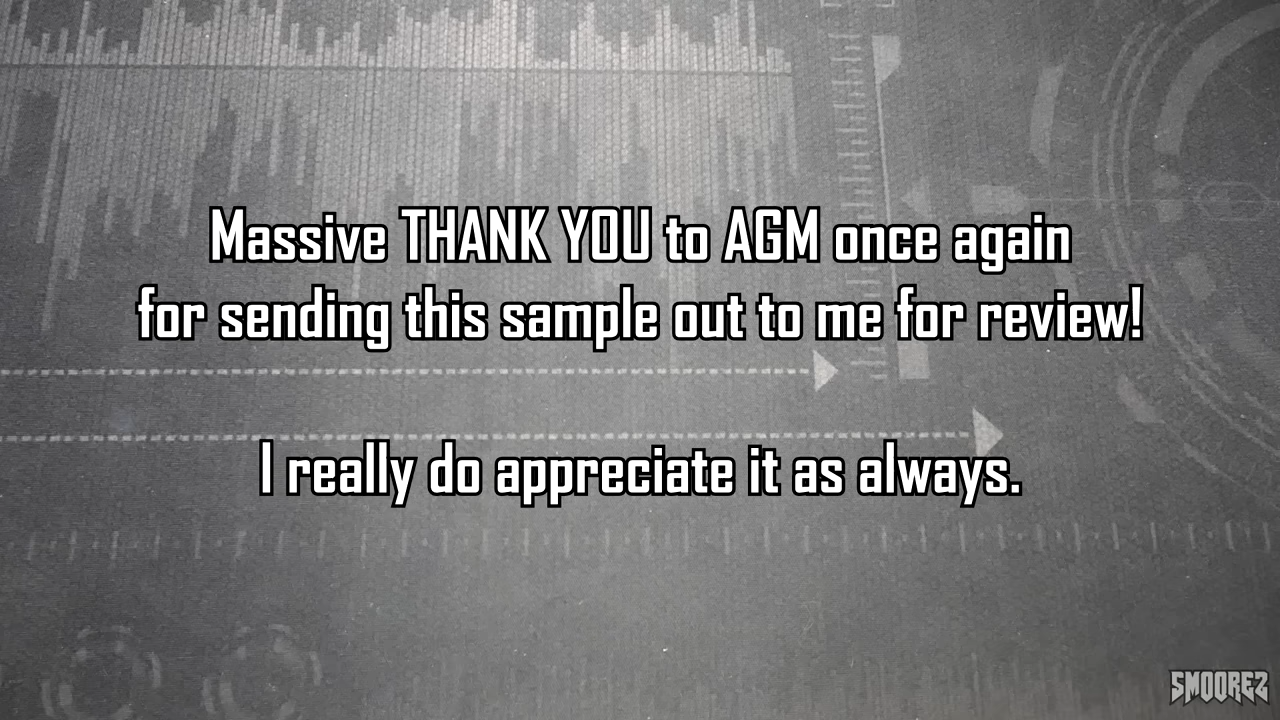 Massive THANK YOU to AGM once again
for sending this sample out to me for review!
I really do appreciate it as always.
SMOOREZ